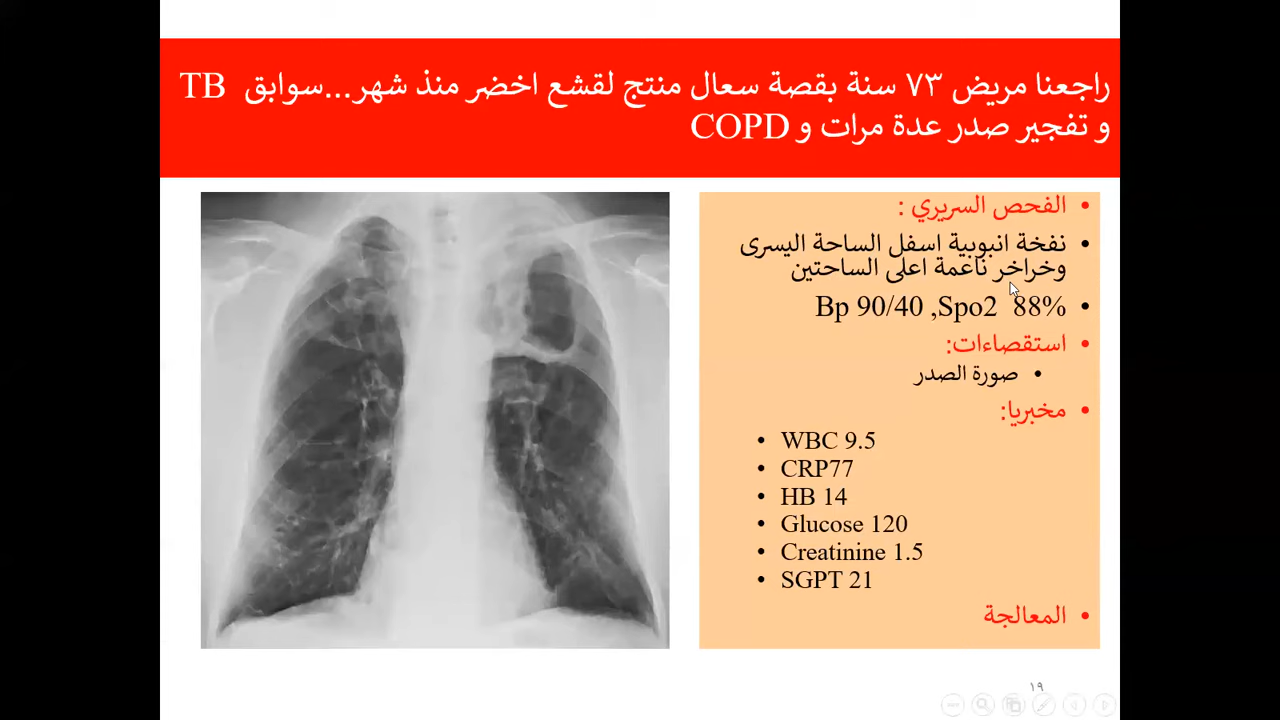 راجعنا مريض ٧٣ سنة بقصة سعال منتج لقشع اخضر منذ شهر...سوابق TB
و تفجير صدر عدة مرات و COPD
• الفحص السريري :
• نفخة انبوبية اسفل الساحة اليسرى
وخراخر ناعمة اعلى الساحتين
• Bp 90/40 ,Spo2 88%
• استقصاءات:
• صورة الصدر
• مخبريا:
• WBC 9.5
• CRP77
• HB 14
• Glucose 120
• Creatinine 1.5
• SGPT 21
• المعالجة
١٩